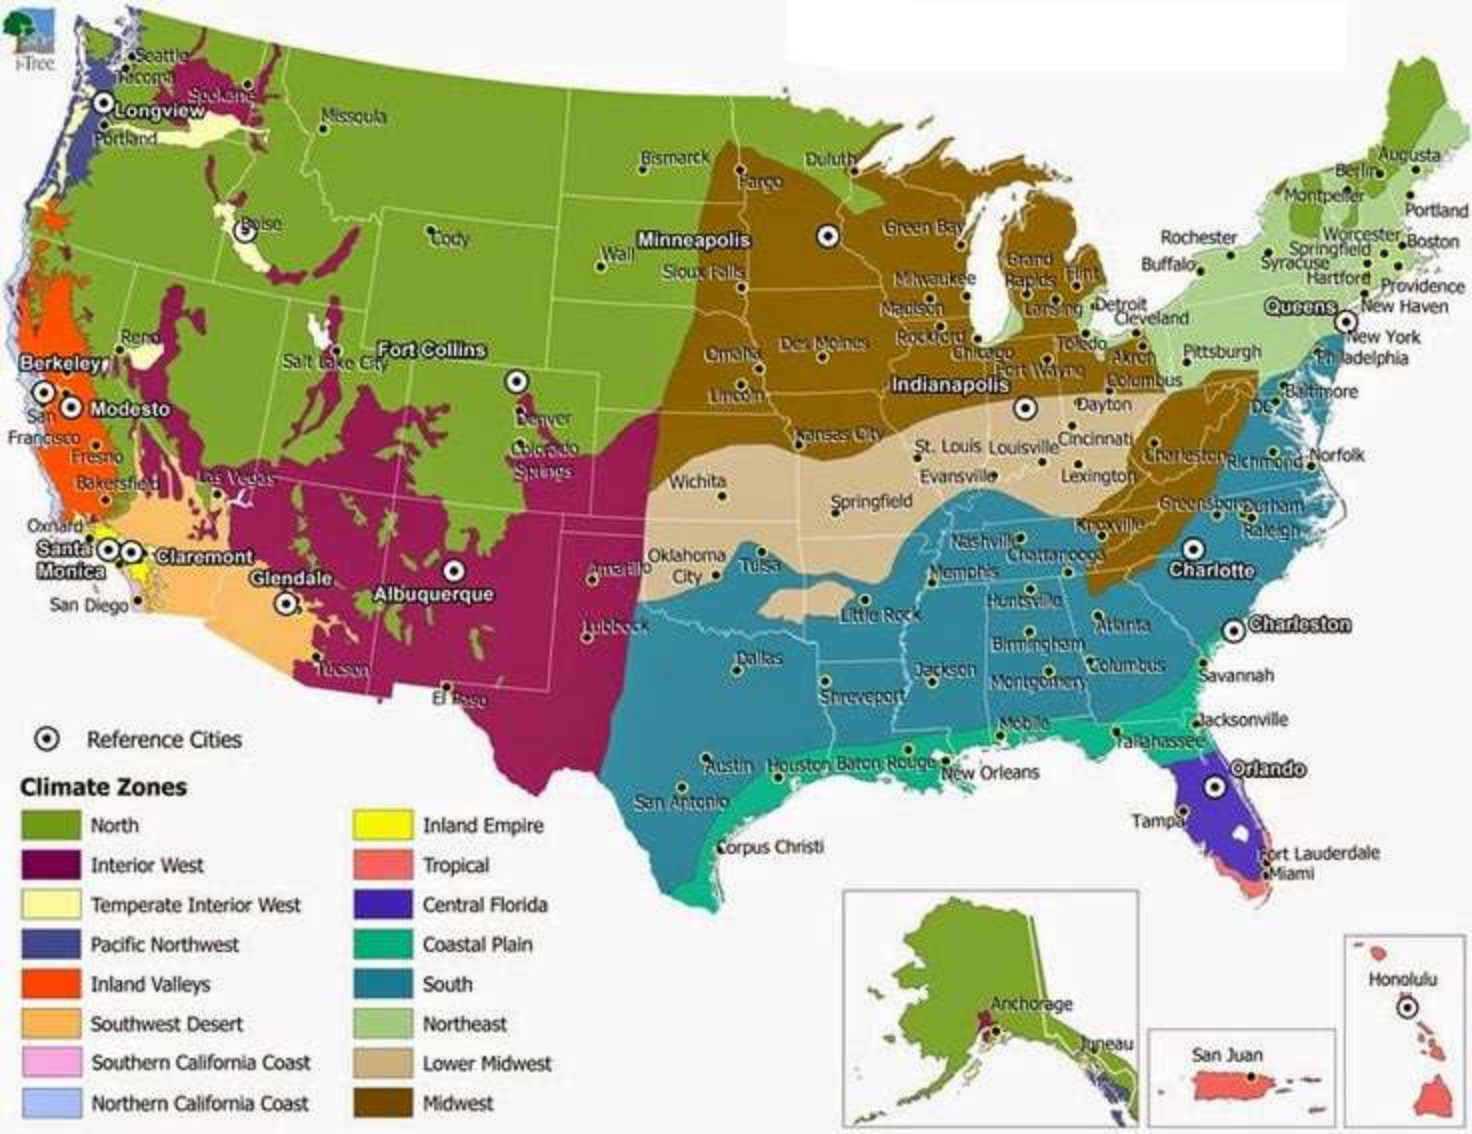 i-Tree
Seattle
Tacoma
Spokane
Longview
Portland
Missoula
Bismarck
Fargo
Duluth
Augusta
Berlin
Montpelier
Portland
Boise
Cody
Wall
Minneapolis
Sioux Falls
Green Bay
Grand
Rapids
Flint
Milwaukee
Madison
Lansing
Detroit
Rockford
Chicago
Toledo
Cleveland
Akron
Rochester
Buffalo
Syracuse
Worcester
Springfield
Boston
Hartford
Providence
Queens
New Haven
New York
Philadelphia
Pittsburgh
Reno
Salt Lake City
Fort Collins
Omaha
Des Moines
Lincoln
Fort Wayne
Indianapolis
Columbus
Dayton
Baltimore
DC
Berkeley
Modesto
San
Francisco
Fresno
Bakersfield
Las Vegas
Denver
Colorado
Springs
Kansas City
St. Louis
Louisville
Cincinnati
Evansville
Lexington
Charleston
Richmond
Norfolk
Wichita
Springfield
Greensboro
Durham
Raleigh
Knoxville
Oxnard
Santa
Monica
Claremont
San Diego
Glendale
Albuquerque
Amarillo
Oklahoma
City
Tulsa
Nashville
Chattanooga
Memphis
Charlotte
Lubbock
Little Rock
Huntsville
Atlanta
Charleston
Birmingham
Tucson
El Paso
Dallas
Shreveport
Jackson
Montgomery
Columbus
Savannah
Mobile
Tallahassee
Jacksonville
Austin
Houston
Baton Rouge
New Orleans
San Antonio
Orlando
Tampa
Corpus Christi
Fort Lauderdale
Miami
Reference Cities
Climate Zones
North
Interior West
Temperate Interior West
Pacific Northwest
Inland Valleys
Southwest Desert
Southern California Coast
Northern California Coast
Inland Empire
Tropical
Central Florida
Coastal Plain
South
Northeast
Lower Midwest
Midwest
Anchorage
Juneau
San Juan
Honolulu